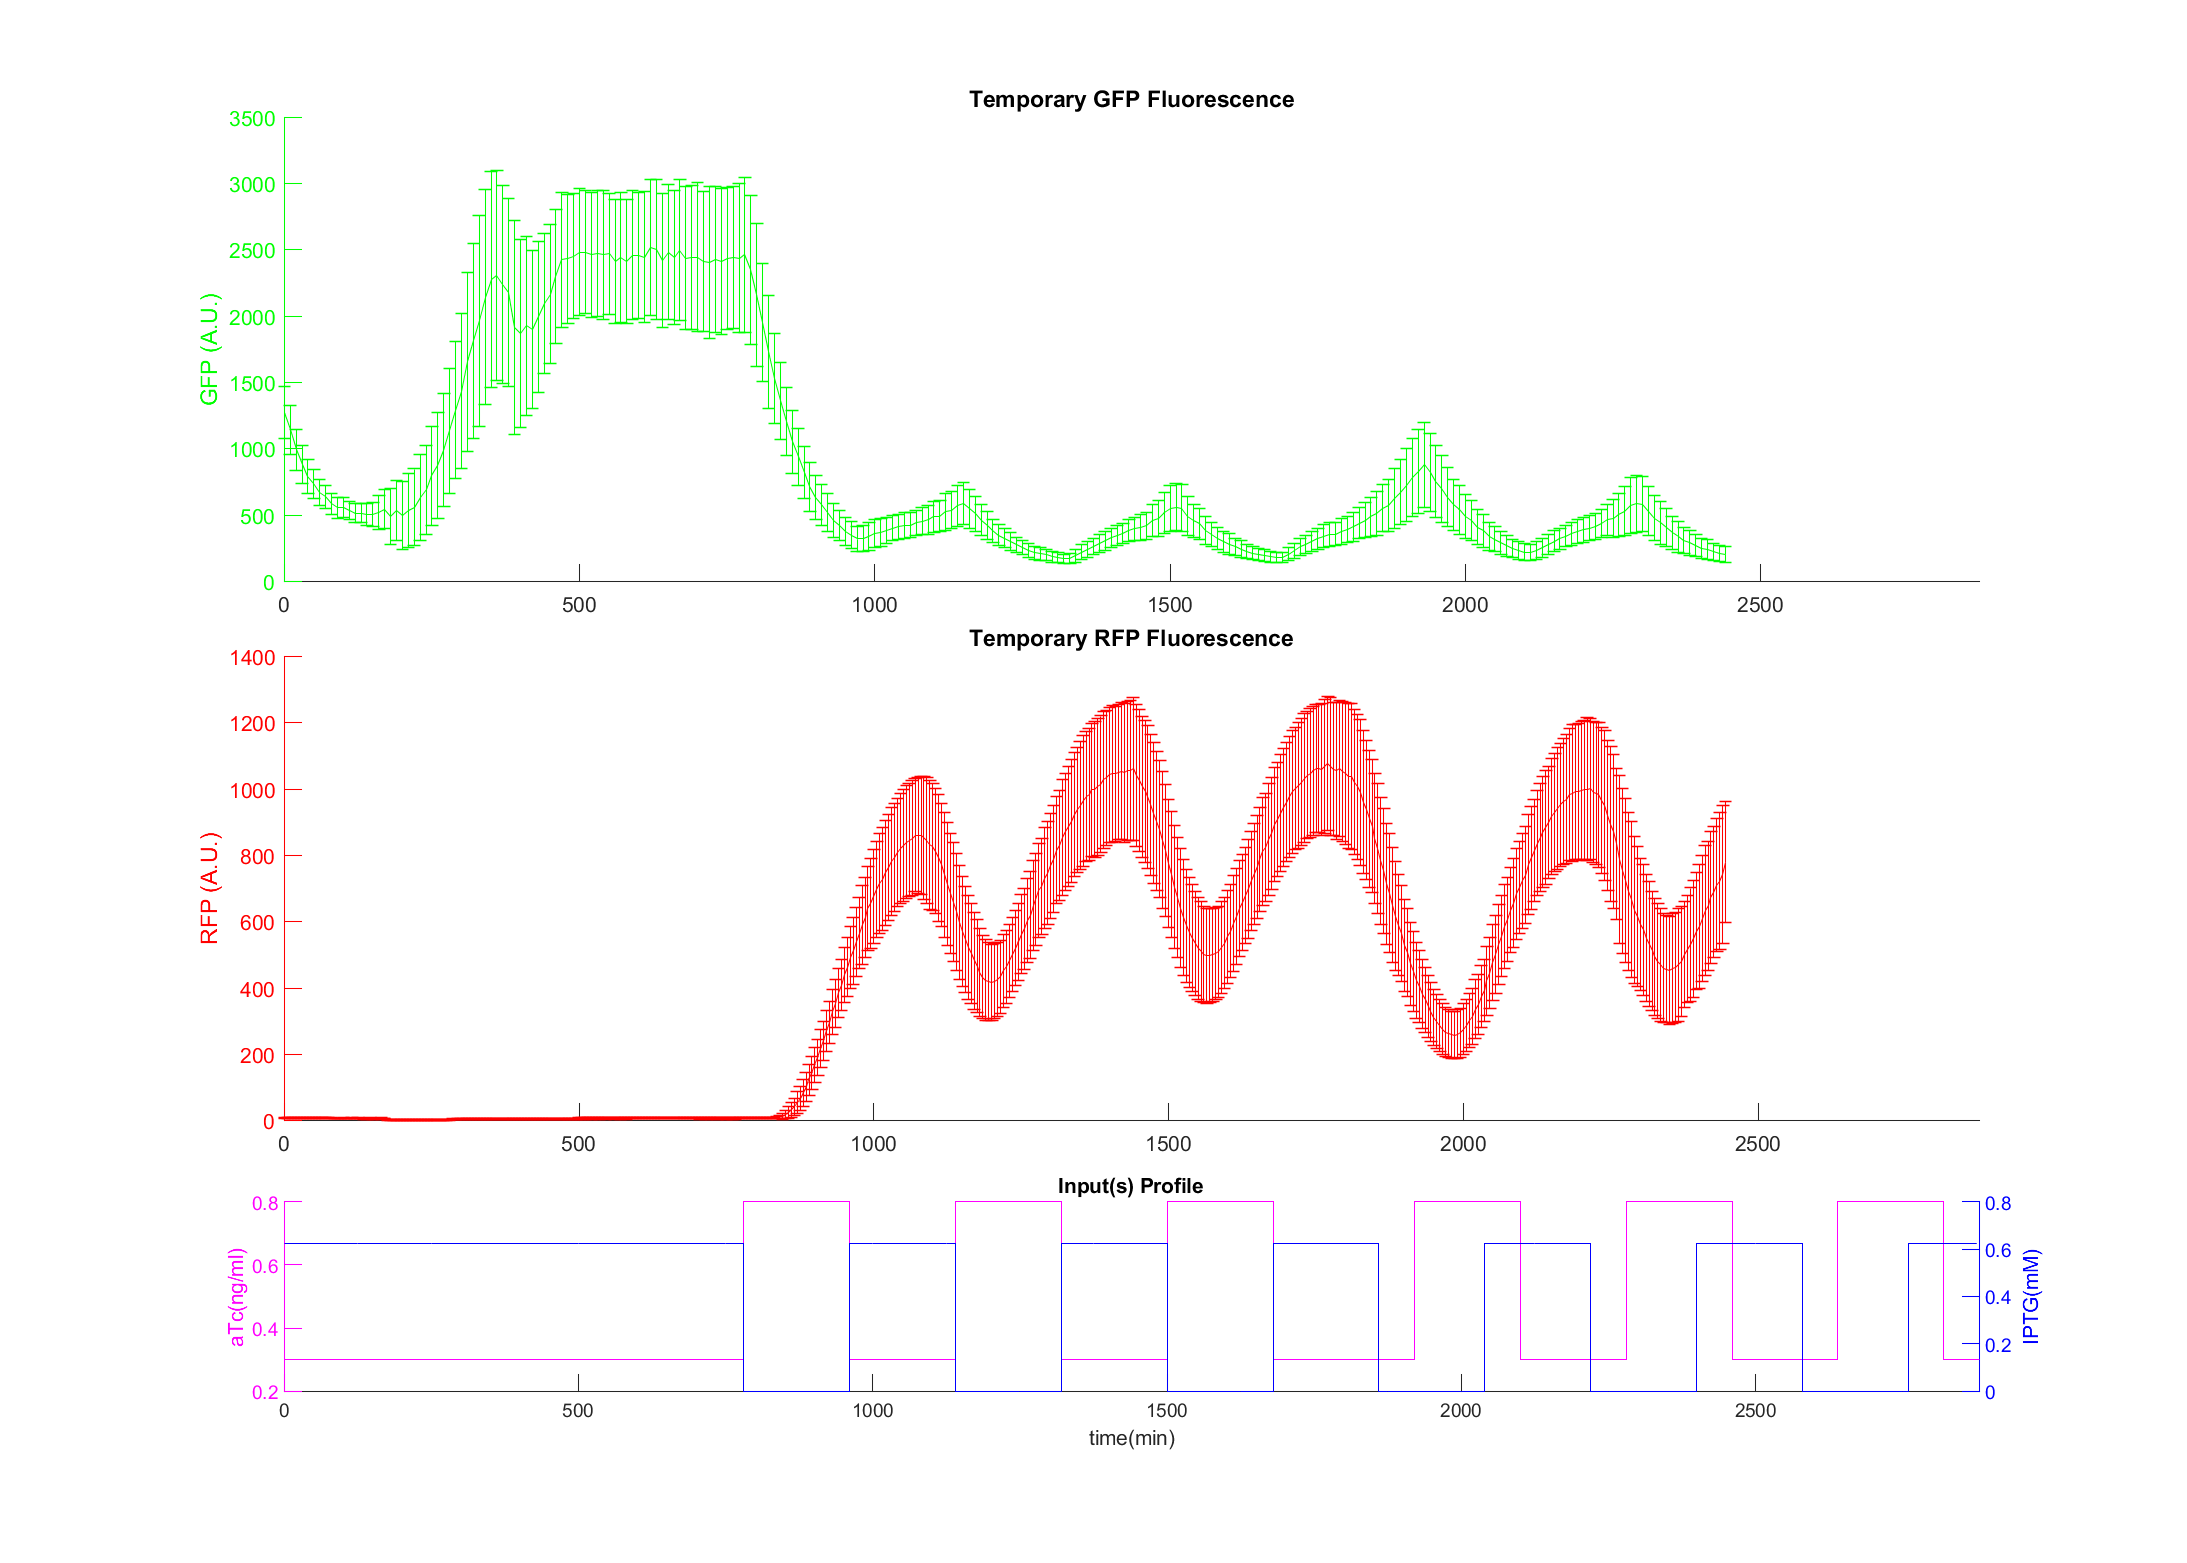 Temporary GFP Fluorescence
GFP (A.U.)
3500
3000
2500
2000
1500
1000
500
0
0 500 1000 1500 2000 2500
Temporary RFP Fluorescence
RFP (A.U.)
1400
1200
1000
800
600
400
200
0
0 500 1000 1500 2000 2500
Input(s) Profile
aTc(ng/ml)
0.8
0.6
0.4
0.2
0.8
0.6
0.4
0.2
0
IPTG(mM)
0 500 1000 1500 2000 2500
time(min)